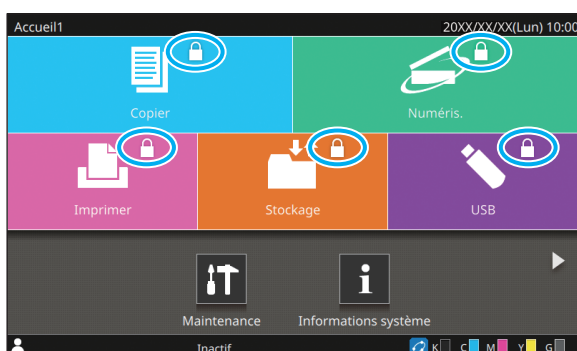 Accueil1 20XX/XX/XX(Lun) 10:00
Copier Numéris.
Imprimer Stockage USB
Maintenance Informations système
Inactif K C M Y G